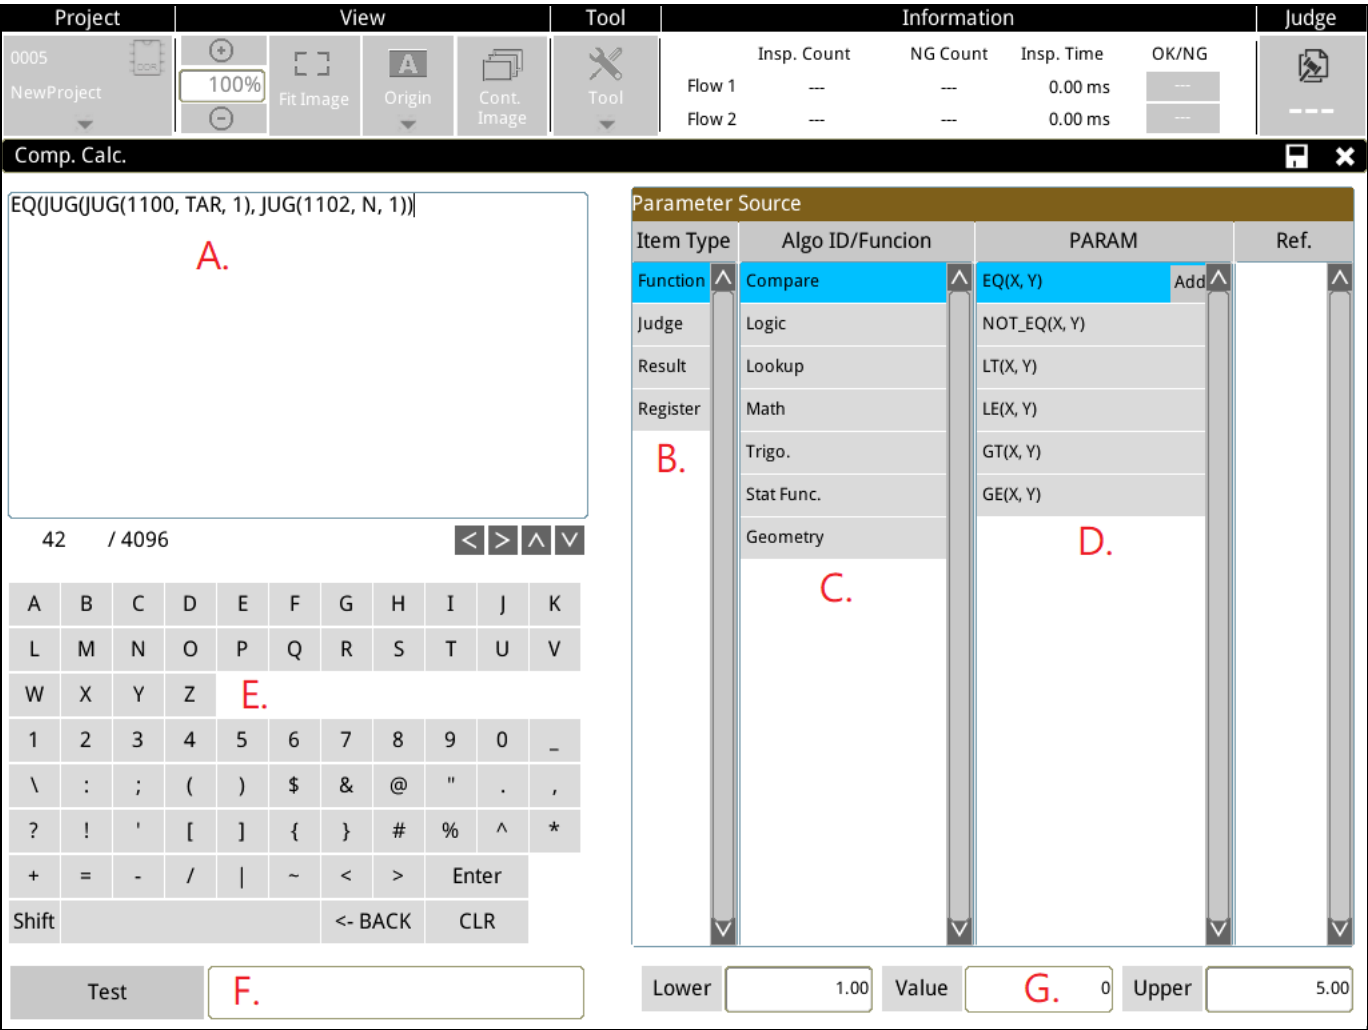 Project View Tool Information Judge
0005
NewProject
100%
Fit Image
A
Origin
Cont.
Image
Tool
Insp. Count NG Count Insp. Time OK/NG
Flow 1 --- --- 0.00 ms ---
Flow 2 --- --- 0.00 ms ---
---
Comp. Calc.
EQ(JUG(JUG(1100, TAR, 1), JUG(1102, N, 1))
A.
42 / 4096
< > ∧ ∨
A B C D E F G H I J K
L M N O P Q R S T U V
W X Y Z
E.
1 2 3 4 5 6 7 8 9 0 _
\ : ; ( ) $ & @ " . ,
? ! ' [ ] { } # % ^ *
+ = - / | ~ < > Enter
Shift <- BACK CLR
Test
F.
Parameter Source
Item Type Algo ID/Funcion PARAM Ref.
Function Compare EQ(X, Y) Add
Judge Logic NOT_EQ(X, Y)
Result Lookup LT(X, Y)
Register Math LE(X, Y)
B. Trigo. GT(X, Y)
Stat Func. GE(X, Y)
Geometry D.
C.
Lower 1.00 Value G. 0 Upper 5.00